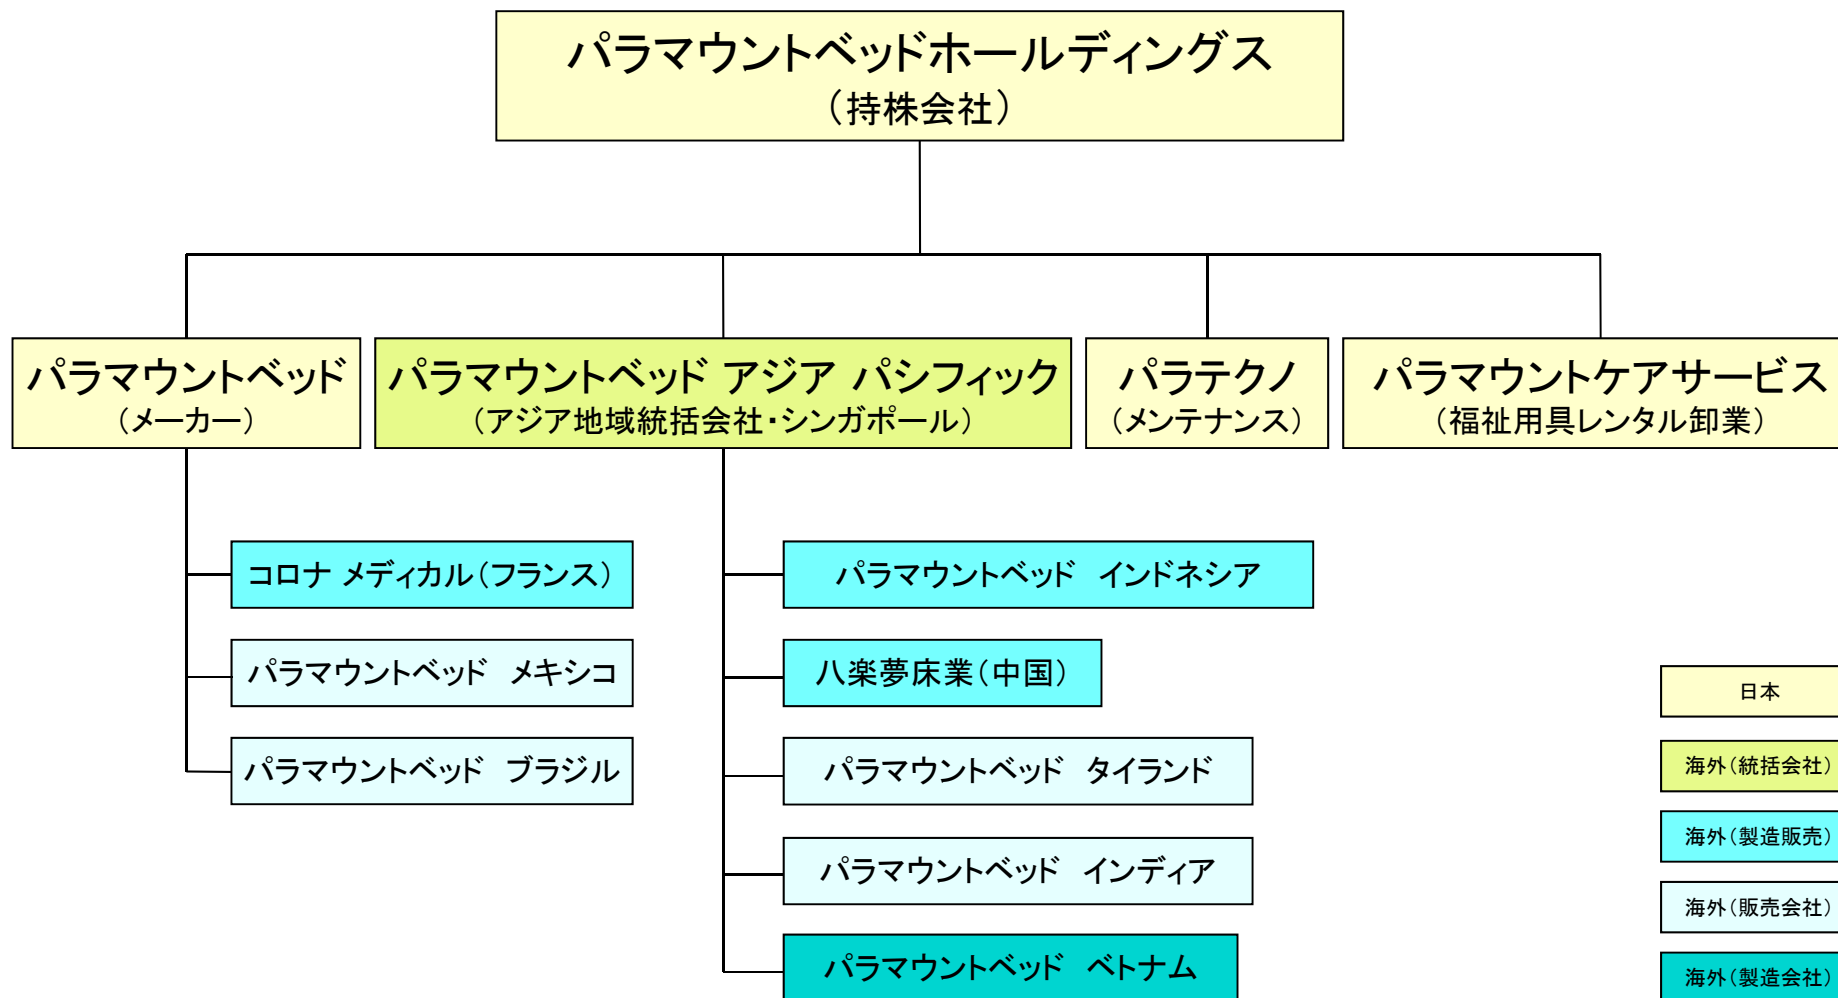 パラマウントベッドホールディングス
（持株会社）
パラマウントベッド
（メーカー）
パラマウントベッド アジア パシフィック
（アジア地域統括会社・シンガポール）
パラテクノ
（メンテナンス）
パラマウントケアサービス
（福祉用具レンタル卸業）
コロナ メディカル（フランス）
パラマウントベッド　メキシコ
パラマウントベッド　ブラジル
パラマウントベッド　インドネシア
八楽夢床業（中国）
パラマウントベッド　タイランド
パラマウントベッド　インディア
パラマウントベッド　ベトナム
日本
海外（統括会社）
海外（製造販売）
海外（販売会社）
海外（製造会社）